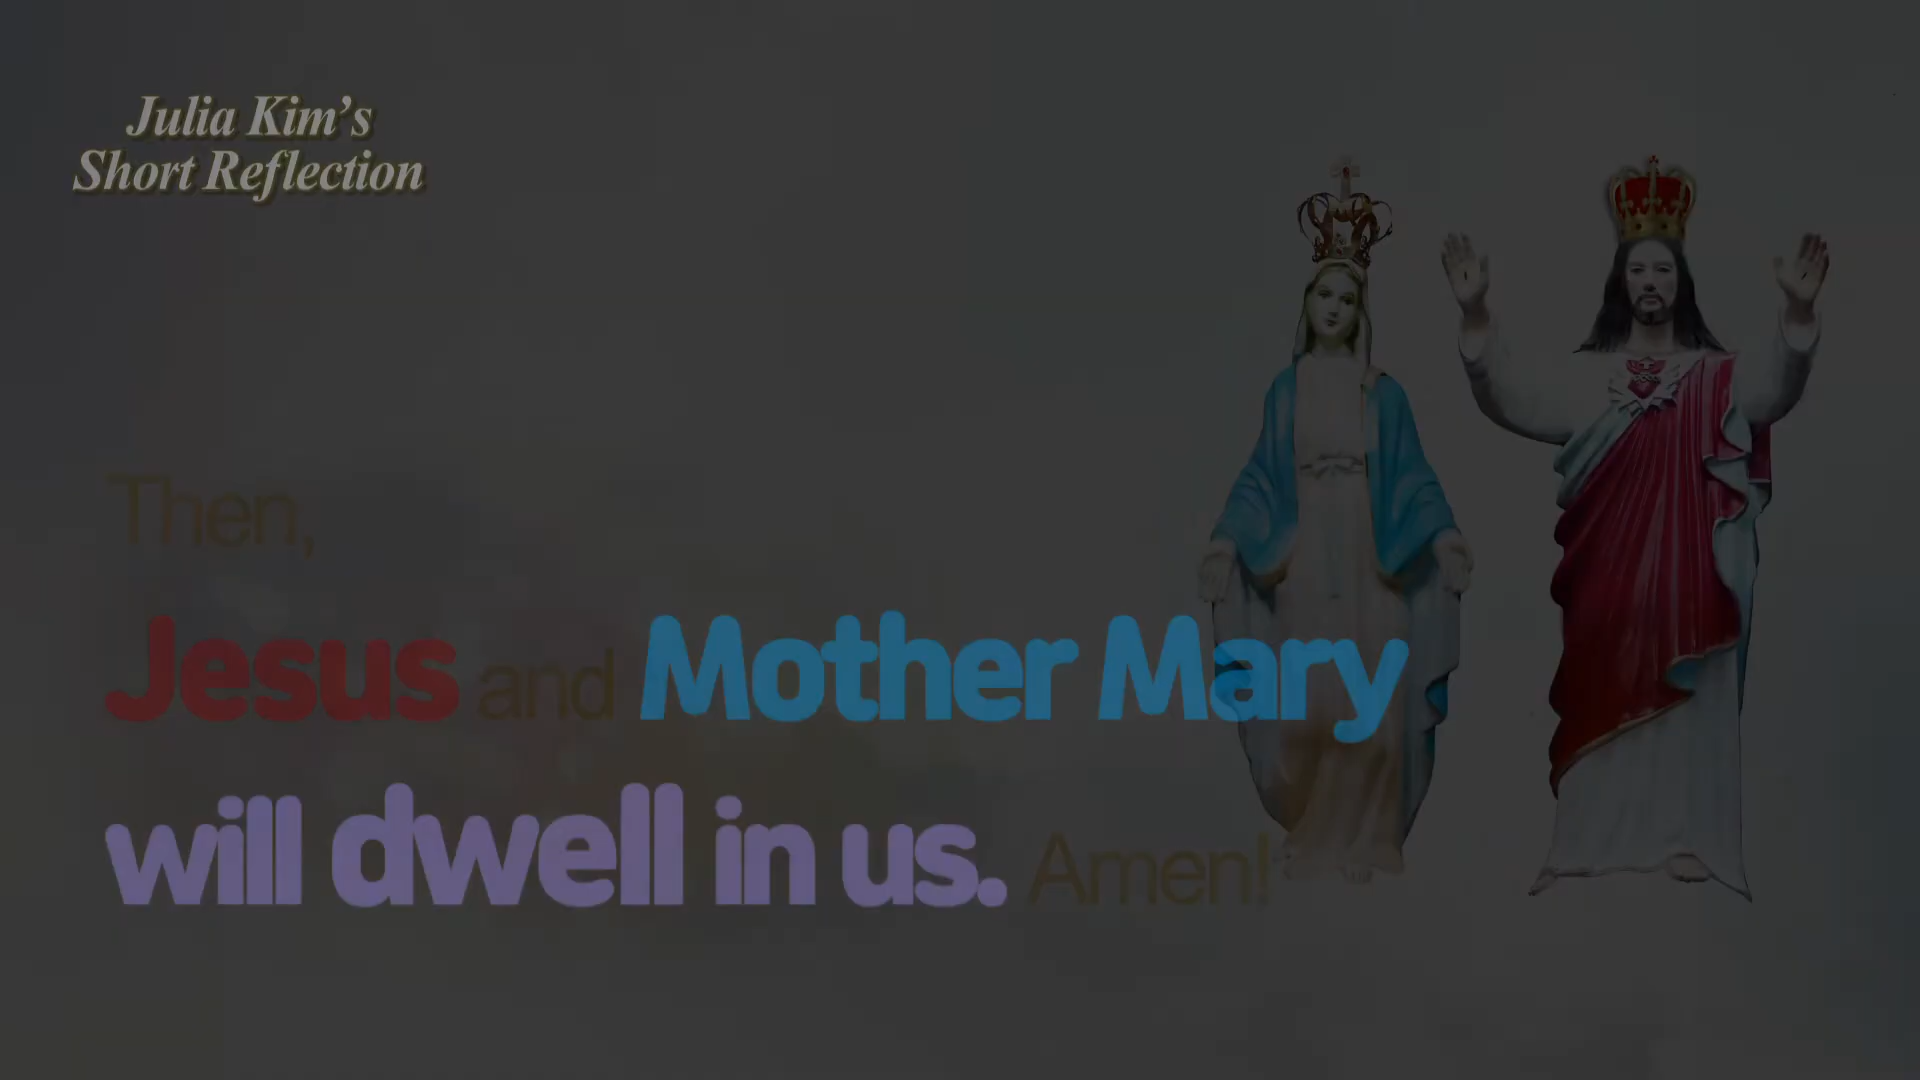 Julia Kim’s
Short Reflection
Then,
Jesus and Mother Mary
will dwell in us. Amen!